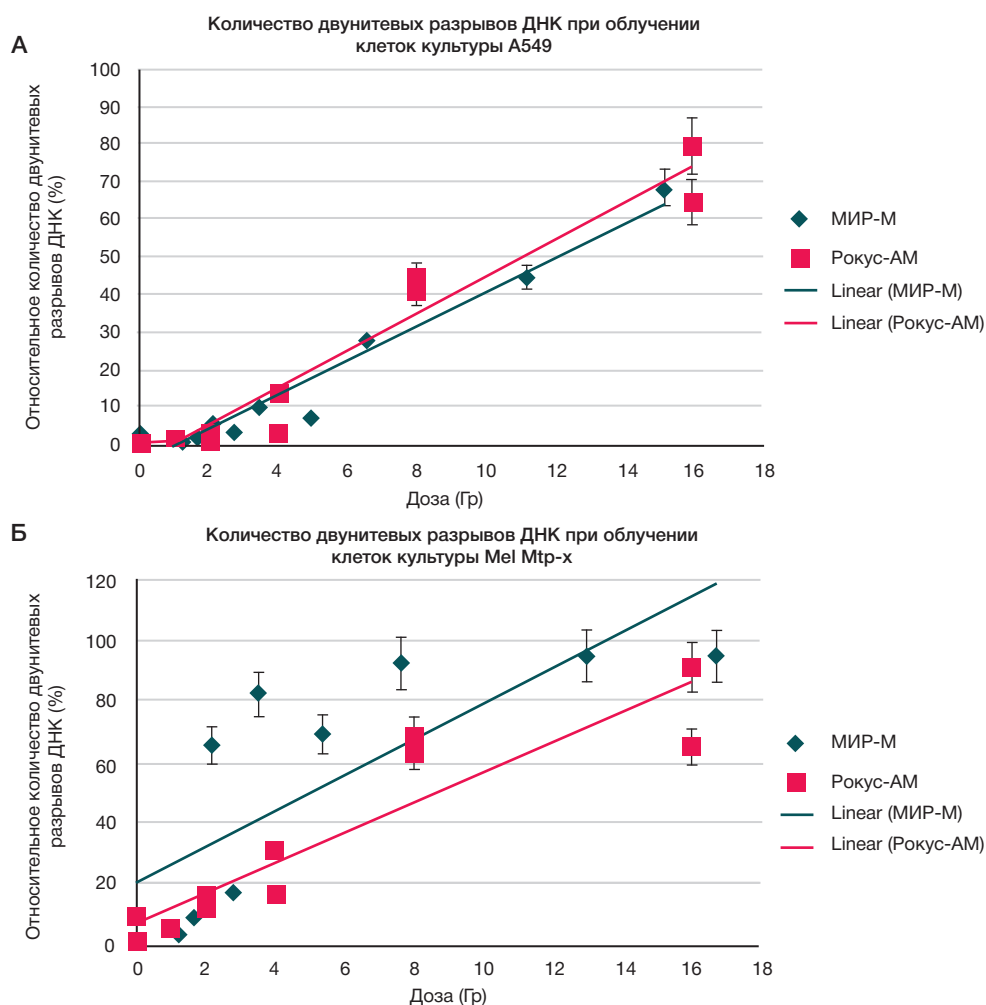 А
Количество двунитевых разрывов ДНК при облучении
клеток культуры А549
Относительное количество двунитевых
разрывов ДНК (%)
100
90
80
70
60
50
40
30
20
10
0
0 2 4 6 8 10 12 14 16 18
Доза (Гр)
МИР-М
Рокус-АМ
Linear (МИР-М)
Linear (Рокус-АМ)
Б
Количество двунитевых разрывов ДНК при облучении
клеток культуры Mel Mtp-x
Относительное количество двунитевых
разрывов ДНК (%)
120
100
80
60
40
20
0
0 2 4 6 8 10 12 14 16 18
Доза (Гр)
МИР-М
Рокус-АМ
Linear (МИР-М)
Linear (Рокус-АМ)